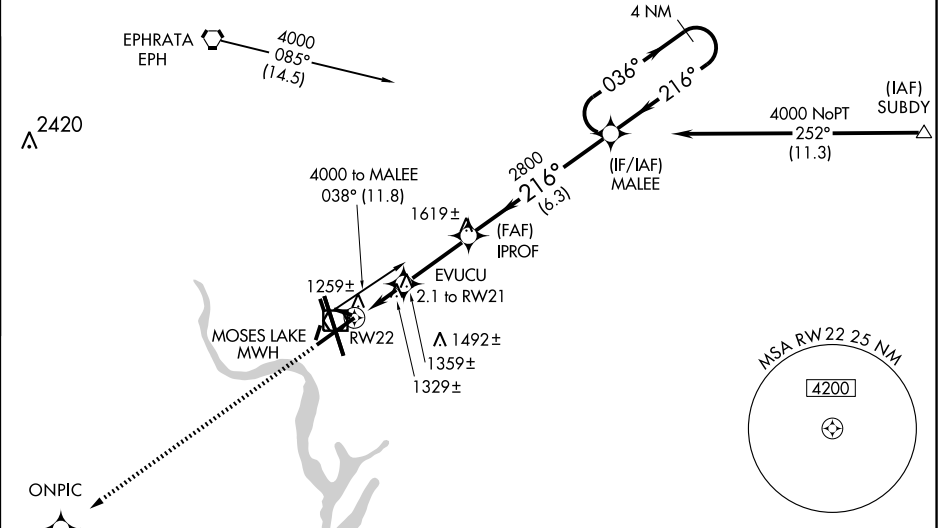 4 NM
EPHRATA
EPH
4000
085°
(14.5)
036°
216°
(IAF)
SUBDY
4000 NoPT
252°
(11.3)
2420
(IF/IAF)
MALEE
2800
216°
(6.3)
4000 to MALEE
038° (11.8)
1619±
(FAF)
IPROF
EVUCU
2.1 to RW21
1259±
MOSES LAKE
MWH
RW22
1492±
1359±
1329±
MSA RW22 25 NM
4200
ONPIC